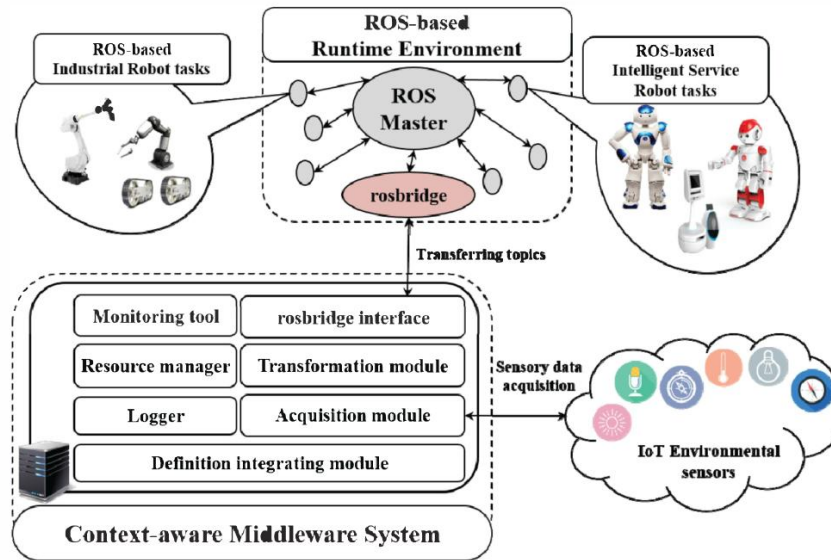 ROS-based
Runtime Environment
ROS-based
Industrial Robot tasks
ROS-based
Intelligent Service
Robot tasks
ROS
Master
rosbridge
Transferring topics
Monitoring tool
rosbridge interface
Resource manager
Transformation module
Logger
Acquisition module
Definition integrating module
Sensory data
acquisition
IoT Environmental
sensors
Context-aware Middleware System